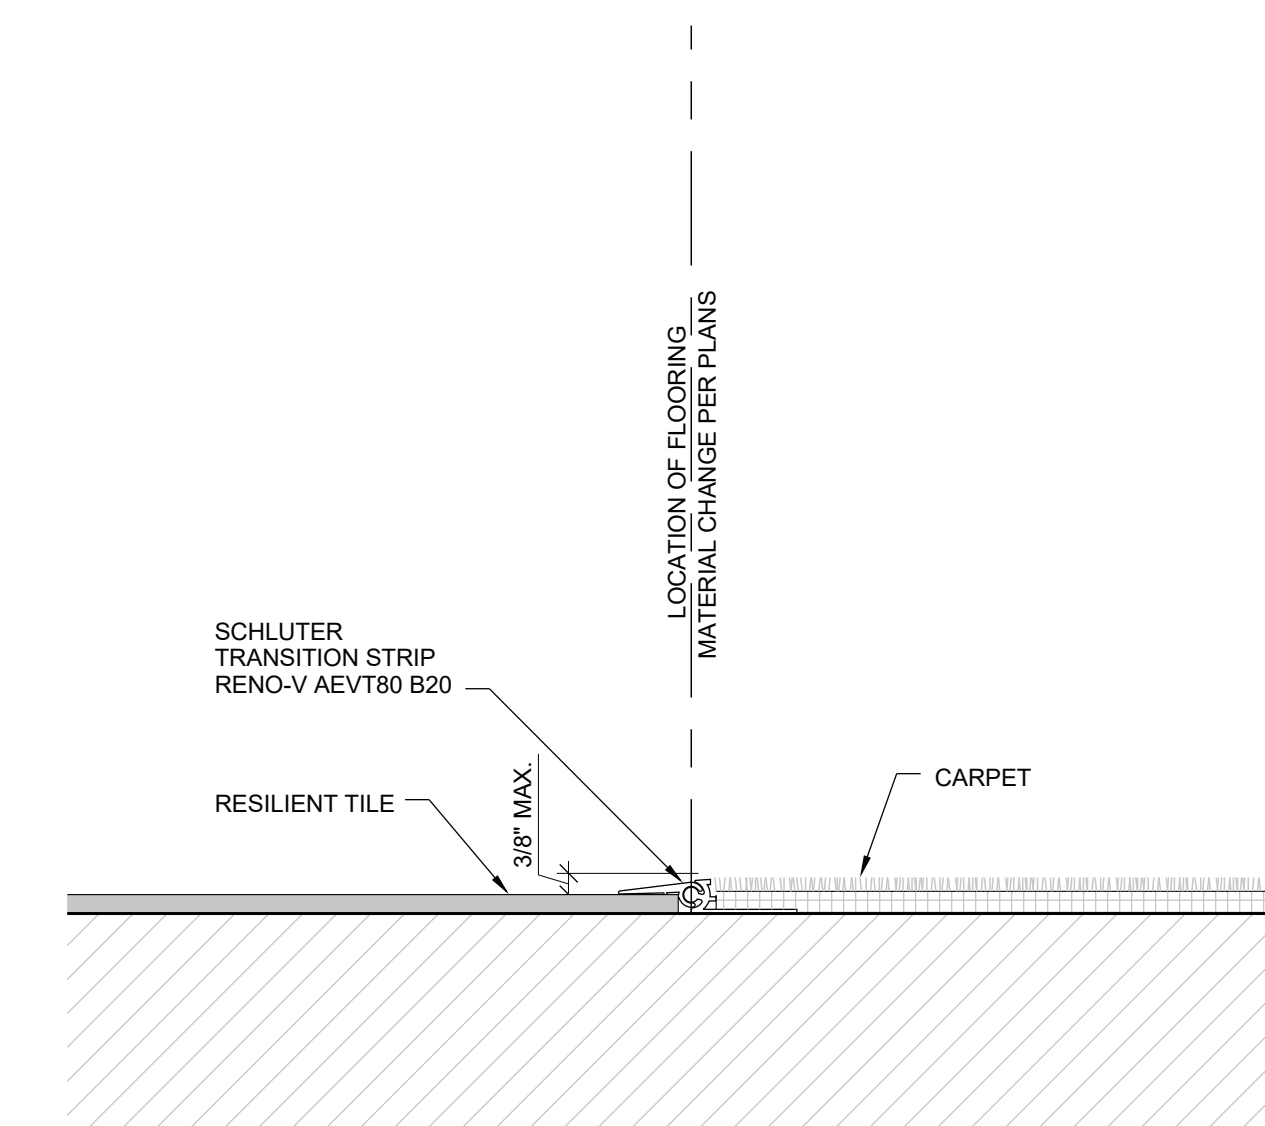 LOCATION OF FLOORING
MATERIAL CHANGE PER PLANS
SCHLUTER
TRANSITION STRIP
RENO-V AEVT80 B20
3/8" MAX.
RESILIENT TILE
CARPET